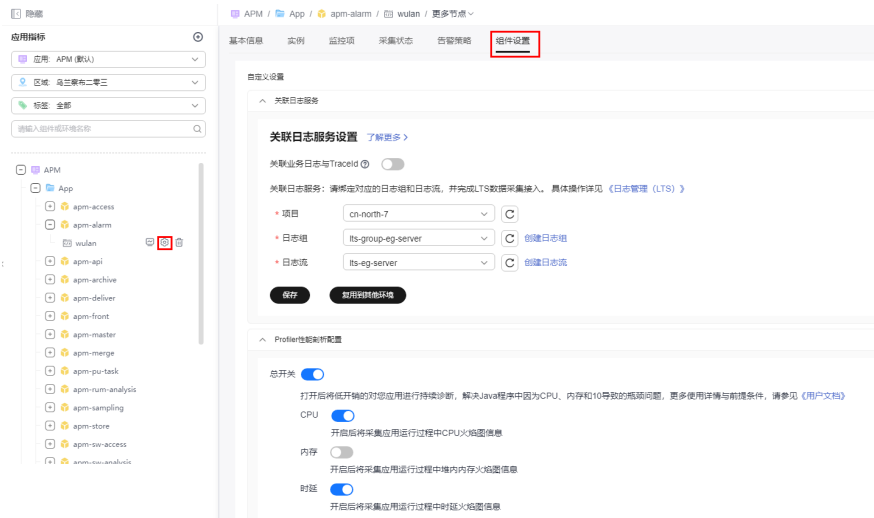 隐藏
APM / App / apm-alarm / wulan / 更多节点
应用指标
基本信息 实例 监控项 采集状态 告警策略 组件设置
应用: APM (默认)
区域: 乌兰察布二零三
标签: 全部
请输入组件或环境名称
APM
App
apm-access
apm-alarm
wulan
apm-api
apm-archive
apm-deliver
apm-front
apm-master
apm-merge
apm-pu-task
apm-rum-analysis
apm-sampling
apm-store
apm-sw-access
apm-sw-analysis
自定义设置
关联日志服务
关联日志服务设置 了解更多 >
关联业务日志与TraceId
关联日志服务：请绑定对应的日志组和日志流，并完成LTS数据采集接入。 具体操作详见 《日志管理（LTS）》
* 项目 cn-north-7
* 日志组 lts-group-eg-server 创建日志组
* 日志流 lts-eg-server 创建日志流
保存 复用到其他环境
Profiler性能剖析配置
总开关
打开后将低开销的对您应用进行持续诊断，解决Java程序中因为CPU、内存和10导致的瓶颈问题，更多使用详情与前提条件，请参见《用户文档》
CPU
开启后将采集应用运行过程中CPU火焰图信息
内存
开启后将采集应用运行过程中堆内内存火焰图信息
时延
开启后将采集应用运行过程中时延火焰图信息